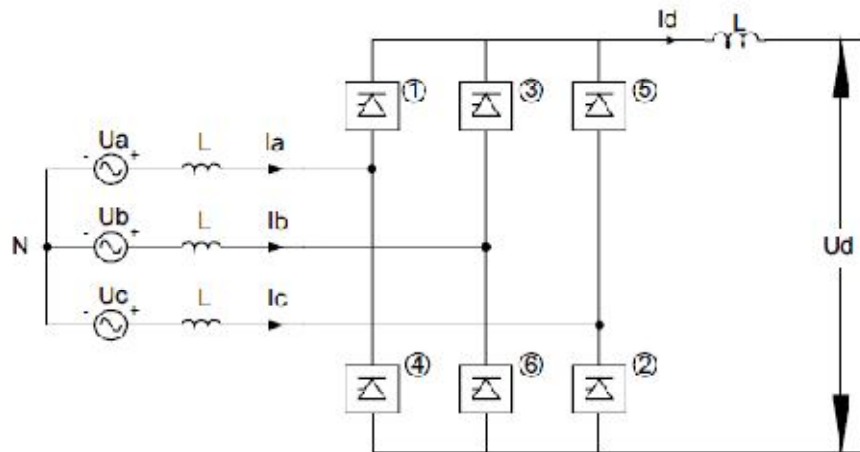 Id L
① ③ ⑤
Ua L Ia
- +
N Ub L Ib Ud
- +
Uc L Ic
- +
④ ⑥ ②